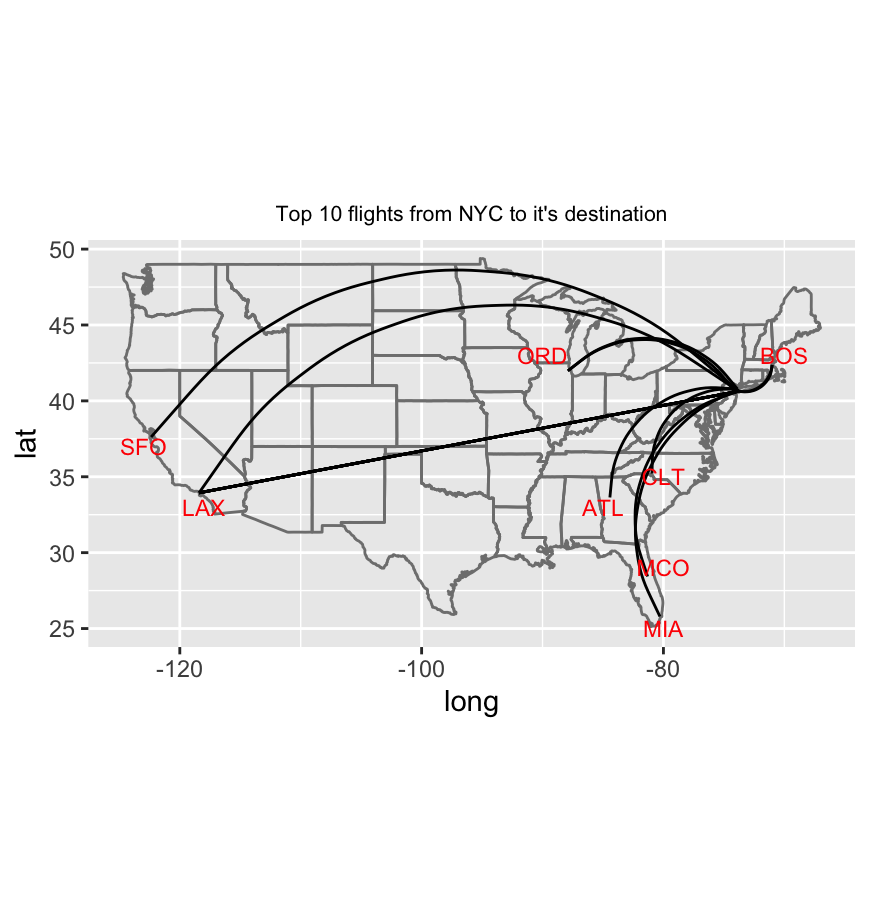 Top 10 flights from NYC to it's destination
50
45
40
35
30
25
lat
ORD
BOS
SFO
LAX
ATL
CLT
MCO
MIA
-120
-100
-80
long